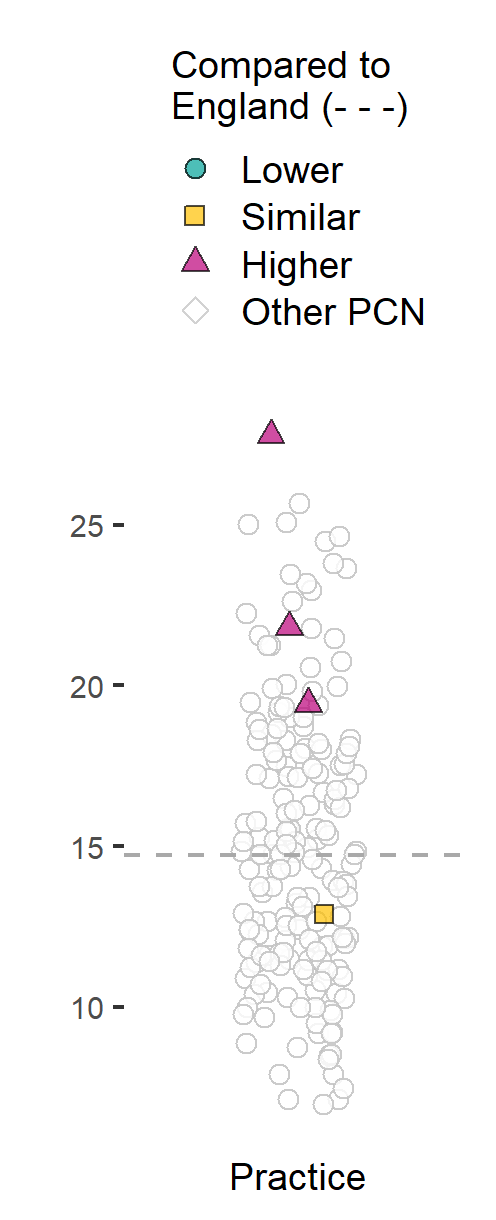 Compared to
England (- - -)
Lower
Similar
Higher
Other PCN
25
20
15
10
Practice